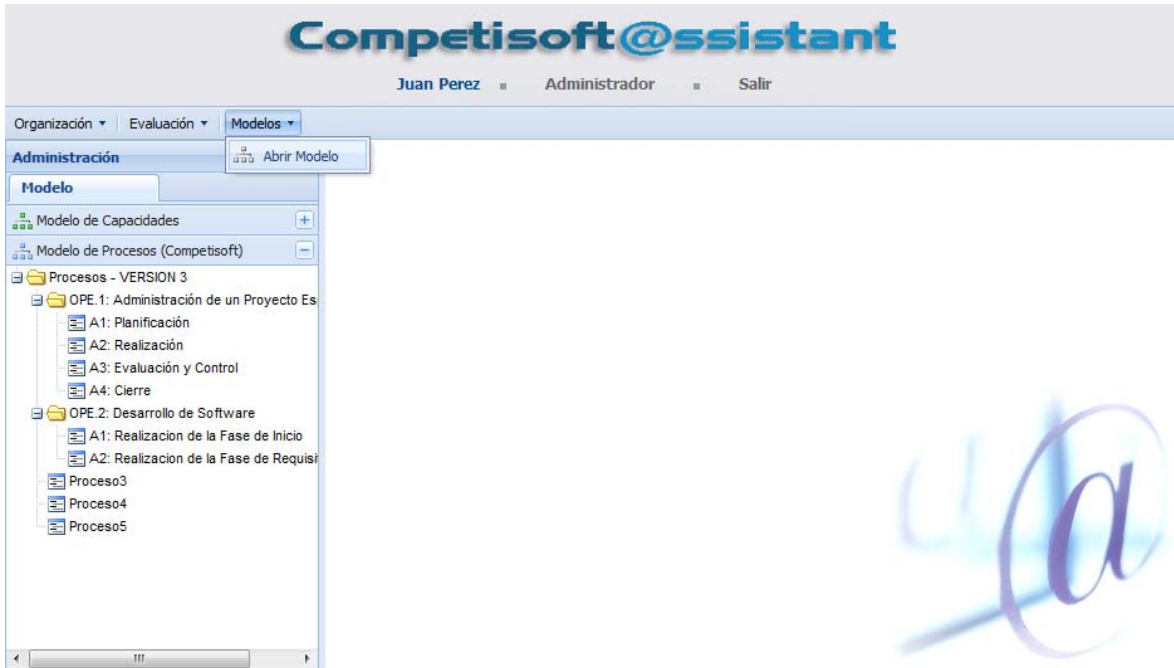 Competisoft@ssistant
Juan Perez Administrador Salir
Organización Evaluación Modelos
Abrir Modelo
Administración
Modelo
Modelo de Capacidades
Modelo de Procesos (Competisoft)
Procesos - VERSION 3
OPE.1: Administración de un Proyecto Es
A1: Planificación
A2: Realización
A3: Evaluación y Control
A4: Cierre
OPE.2: Desarrollo de Software
A1: Realizacion de la Fase de Inicio
A2: Realizacion de la Fase de Requisi
Proceso3
Proceso4
Proceso5
@